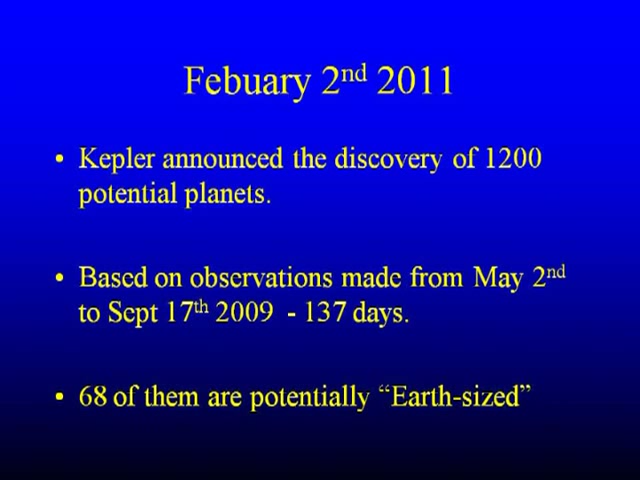 Febuary 2nd 2011
• Kepler announced the discovery of 1200
potential planets.
• Based on observations made from May 2nd
to Sept 17th 2009 - 137 days.
• 68 of them are potentially “Earth-sized”